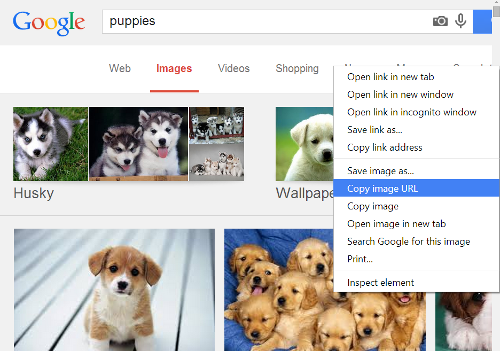 Google
puppies
Web Images Videos Shopping
Open link in new tab
Open link in new window
Open link in incognito window
Save link as...
Copy link address
Save image as...
Copy image URL
Copy image
Open image in new tab
Search Google for this image
Print...
Inspect element
Husky
Wallpape